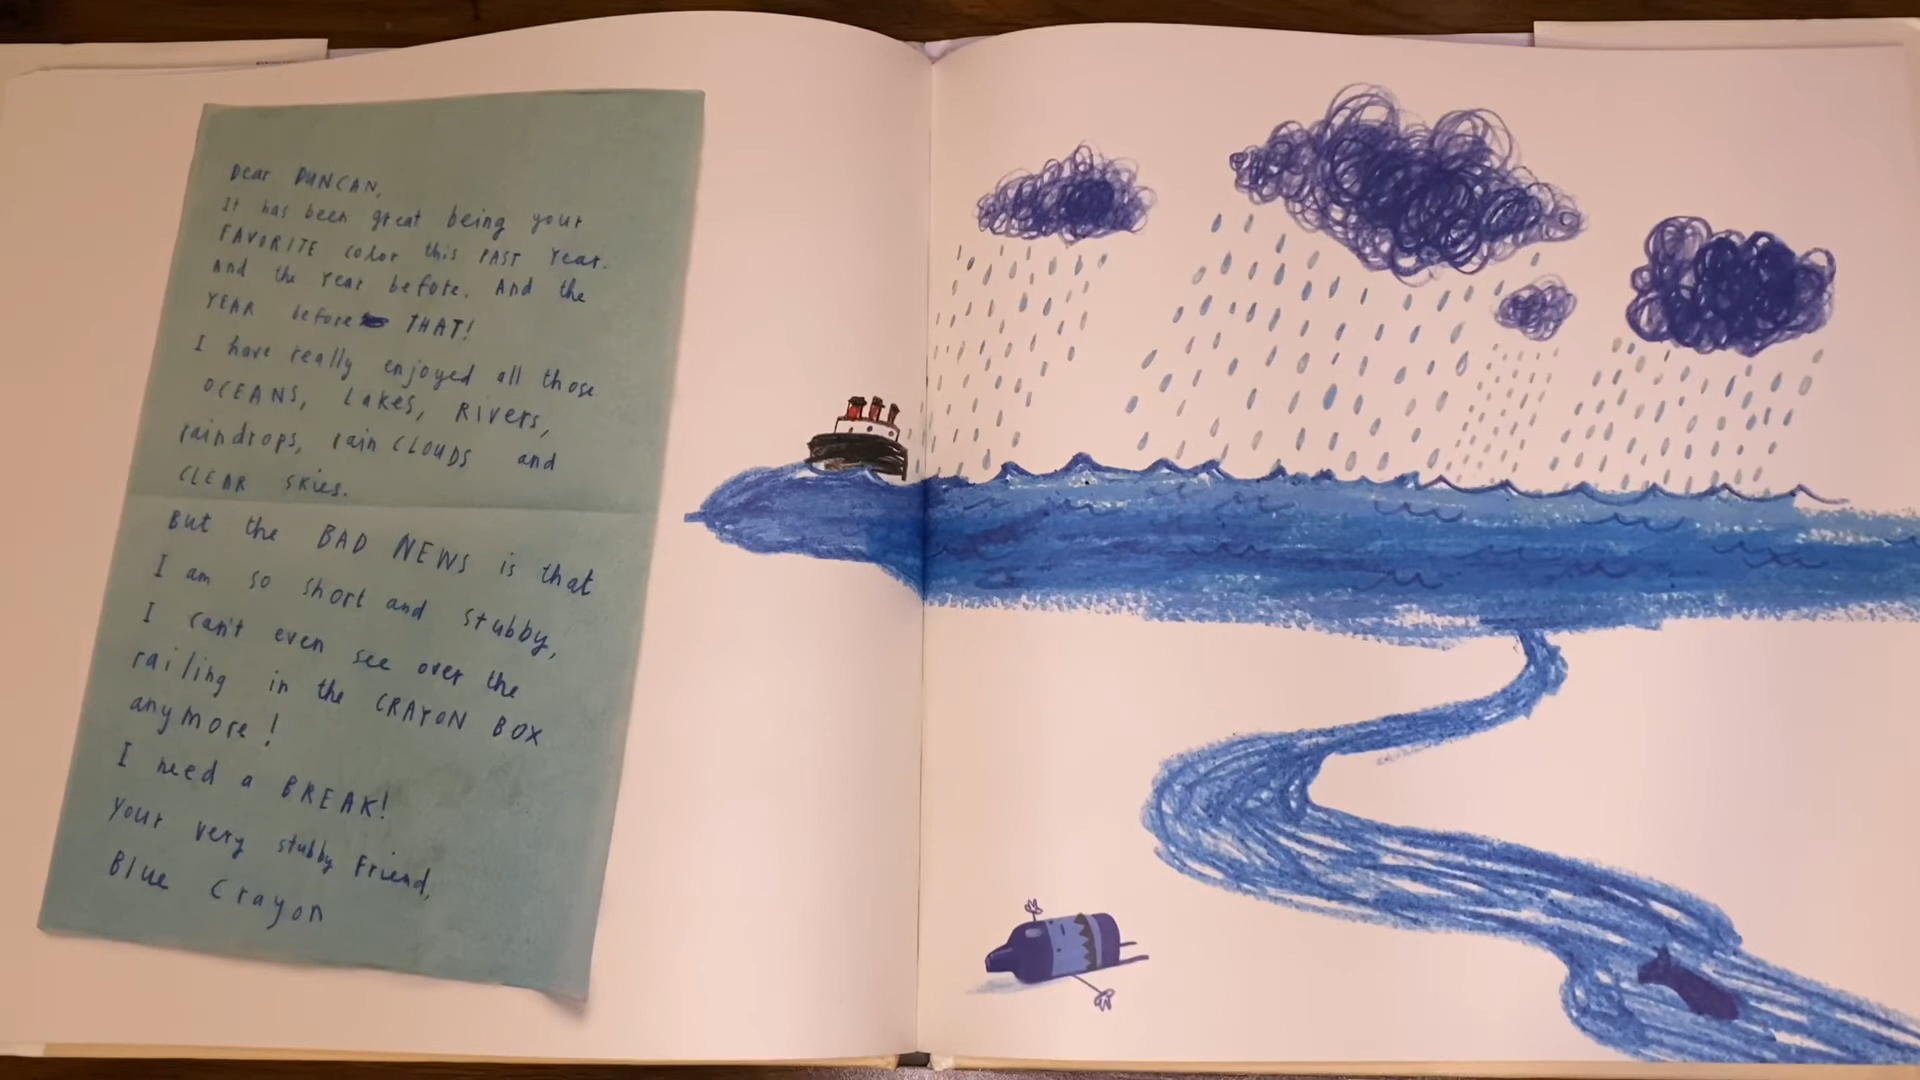 Dear DUNCAN,
It has been great being your
FAVORITE color this PAST Year.
And the Year before. And the
YEAR before THAT!
I have really enjoyed all those
OCEANS, Lakes, Rivers,
raindrops, rain CLOUDS and
CLEAR skies.
But the BAD NEWS is that
I am so short and stubby,
I can't even see over the
railing in the CRAYON BOX
anymore!
I need a BREAK!
Your very stubby Friend,
Blue Crayon